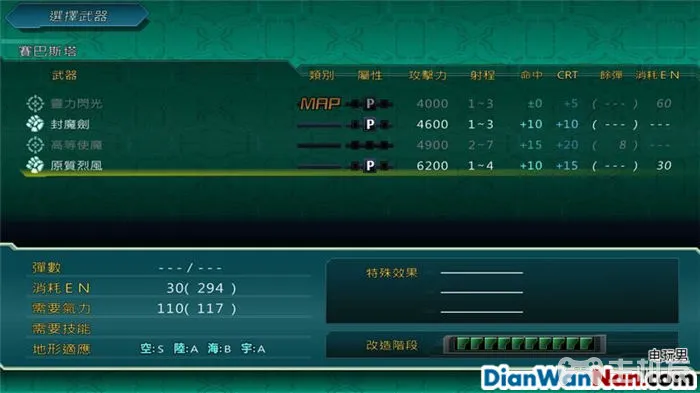 選擇武器
賽巴斯塔
武器 類別 屬性 攻擊力 射程 命中 CRT 餘彈 消耗EN
靈力閃光 MAP P 4000 1~3 ±0 +5 (---) 60
封魔劍 P 4600 1~3 +10 +10 (---) ---
高等使魔 4900 2~7 +15 +20 ( 8) ---
原質烈風 P 6200 1~4 +10 +15 (---) 30
彈數 ---/---
消耗EN 30( 294 )
需要氣力 110( 117 )
需要技能
地形適應 空:S 陸:A 海:B 宇:A
特殊效果
改造階段
电玩男
DianWanNan.com